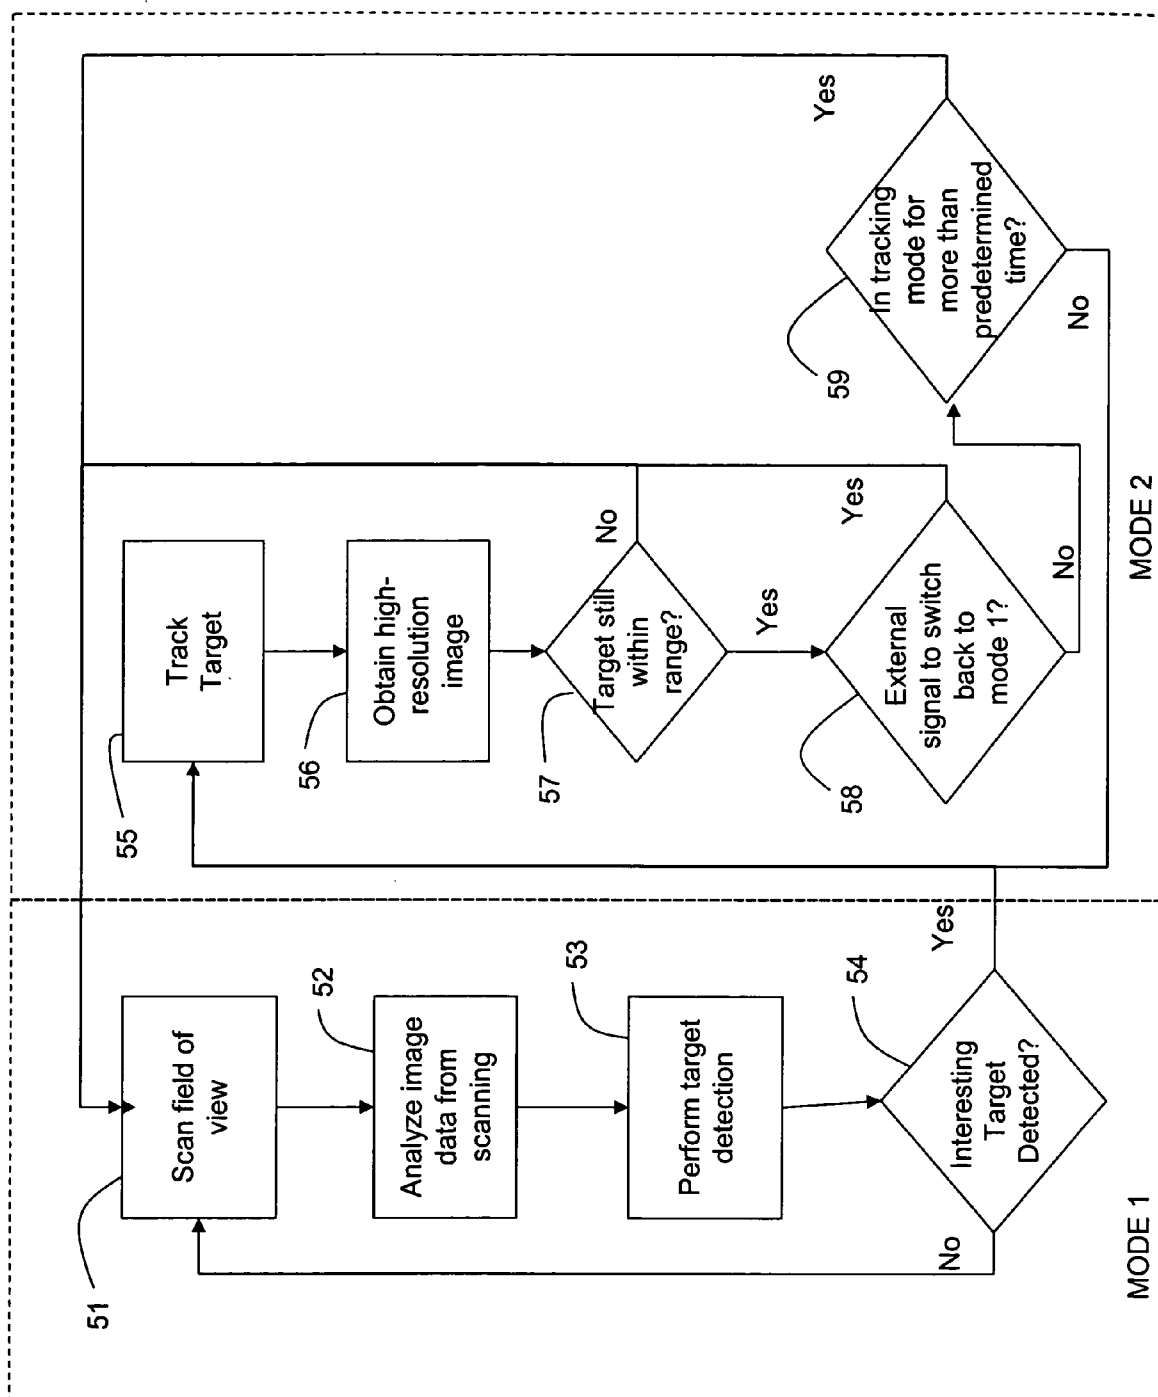 51
Scan field of
view
52
Analyze image
data from
scanning
53
Perform target
detection
54
Interesting
Target
Detected?
No
Yes
MODE 1
55
Track
Target
56
Obtain high-
resolution
image
57
Target still
within
range?
No
Yes
58
External
signal to switch
back to
mode 1?
Yes
No
59
In tracking
mode for
more than
predetermined
time?
Yes
No
MODE 2